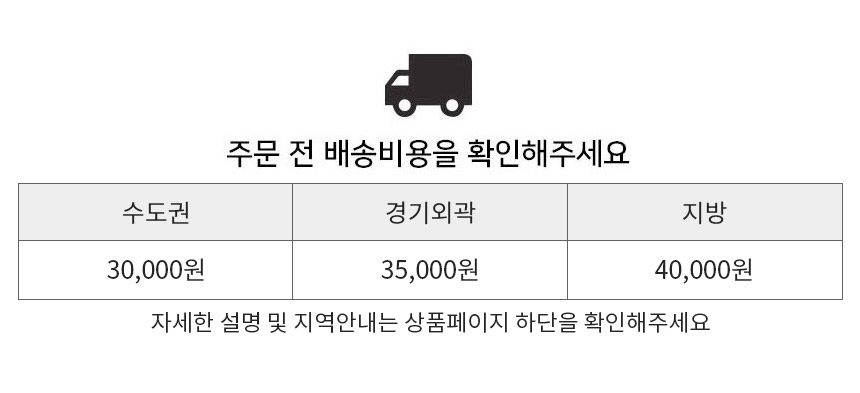 주문 전 배송비용을 확인해주세요
수도권 경기외곽 지방
30,000원 35,000원 40,000원
자세한 설명 및 지역안내는 상품페이지 하단을 확인해주세요